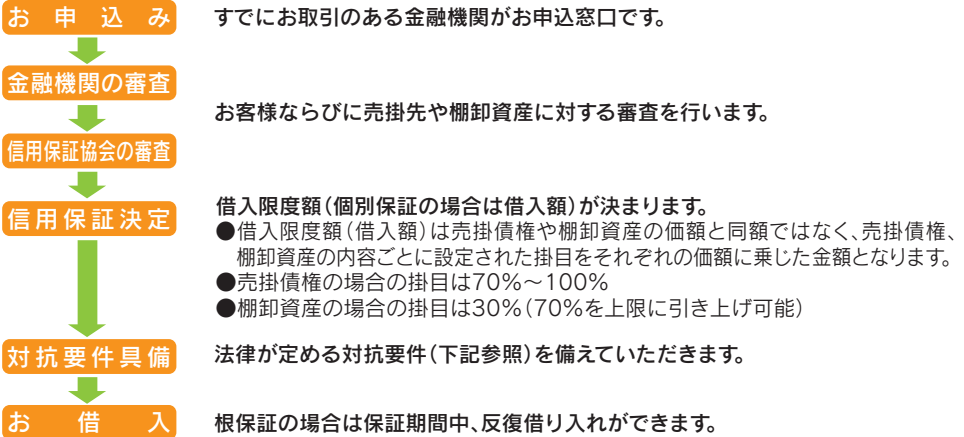 お申込み
すでにお取引のある金融機関がお申込窓口です。
金融機関の審査
お客様ならびに売掛先や棚卸資産に対する審査を行います。
信用保証協会の審査
信用保証決定
借入限度額(個別保証の場合は借入額)が決まります。
●借入限度額(借入額)は売掛債権や棚卸資産の価額と同額ではなく、売掛債権、
棚卸資産の内容ごとに設定された掛目をそれぞれの価額に乗じた金額となります。
●売掛債権の場合の掛目は70%～100%
●棚卸資産の場合の掛目は30%(70%を上限に引き上げ可能)
対抗要件具備
法律が定める対抗要件(下記参照)を備えていただきます。
お借入
根保証の場合は保証期間中、反復借り入れができます。